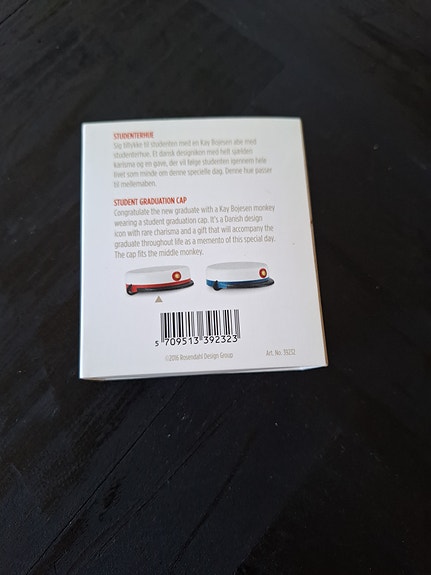 STUDENTERHUE
Sig tillykke til studenten med en Kay Bojesen abe med
studenterhue. Et dansk designikon med helt sjælden
karisma og en gave, der vil følge studenten igennem hele
livet som minde om denne specielle dag. Denne hue passer
til mellemaben.
STUDENT GRADUATION CAP
Congratulate the new graduate with a Kay Bojesen monkey
wearing a student graduation cap. It's a Danish design
icon with rare charisma and a gift that will accompany the
graduate throughout life as a memento of this special day.
The cap fits the middle monkey.
5 709513 392323
©2016 Rosendahl Design Group
Art. No. 39232